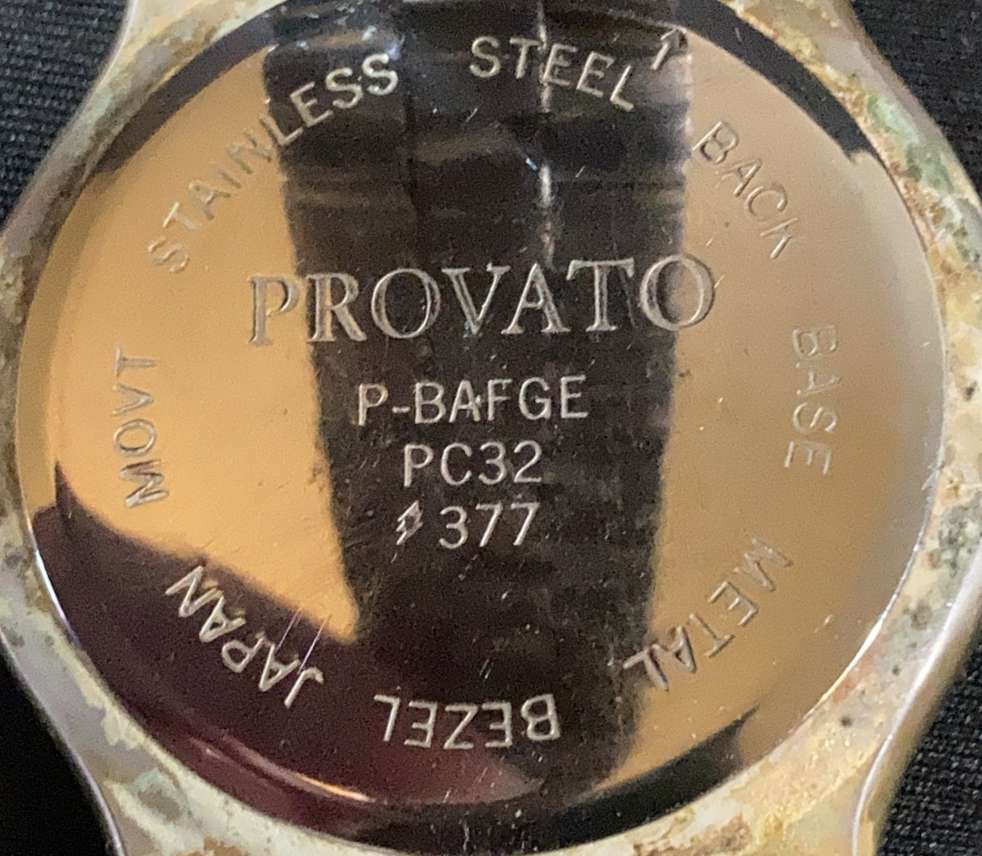 STAINLESS STEEL BACK BASE METAL BEZEL JAPAN MOVT
PROVATO
P-BAFGE
PC32
377